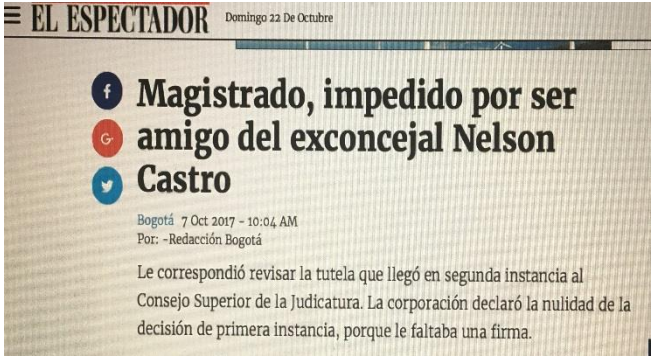 EL ESPECTADOR Domingo 22 De Octubre
Magistrado, impedido por ser
amigo del exconcejal Nelson
Castro
Bogotá 7 Oct 2017 - 10:04 AM
Por: -Redacción Bogotá
Le correspondió revisar la tutela que llegó en segunda instancia al
Consejo Superior de la Judicatura. La corporación declaró la nulidad de la
decisión de primera instancia, porque le faltaba una firma.